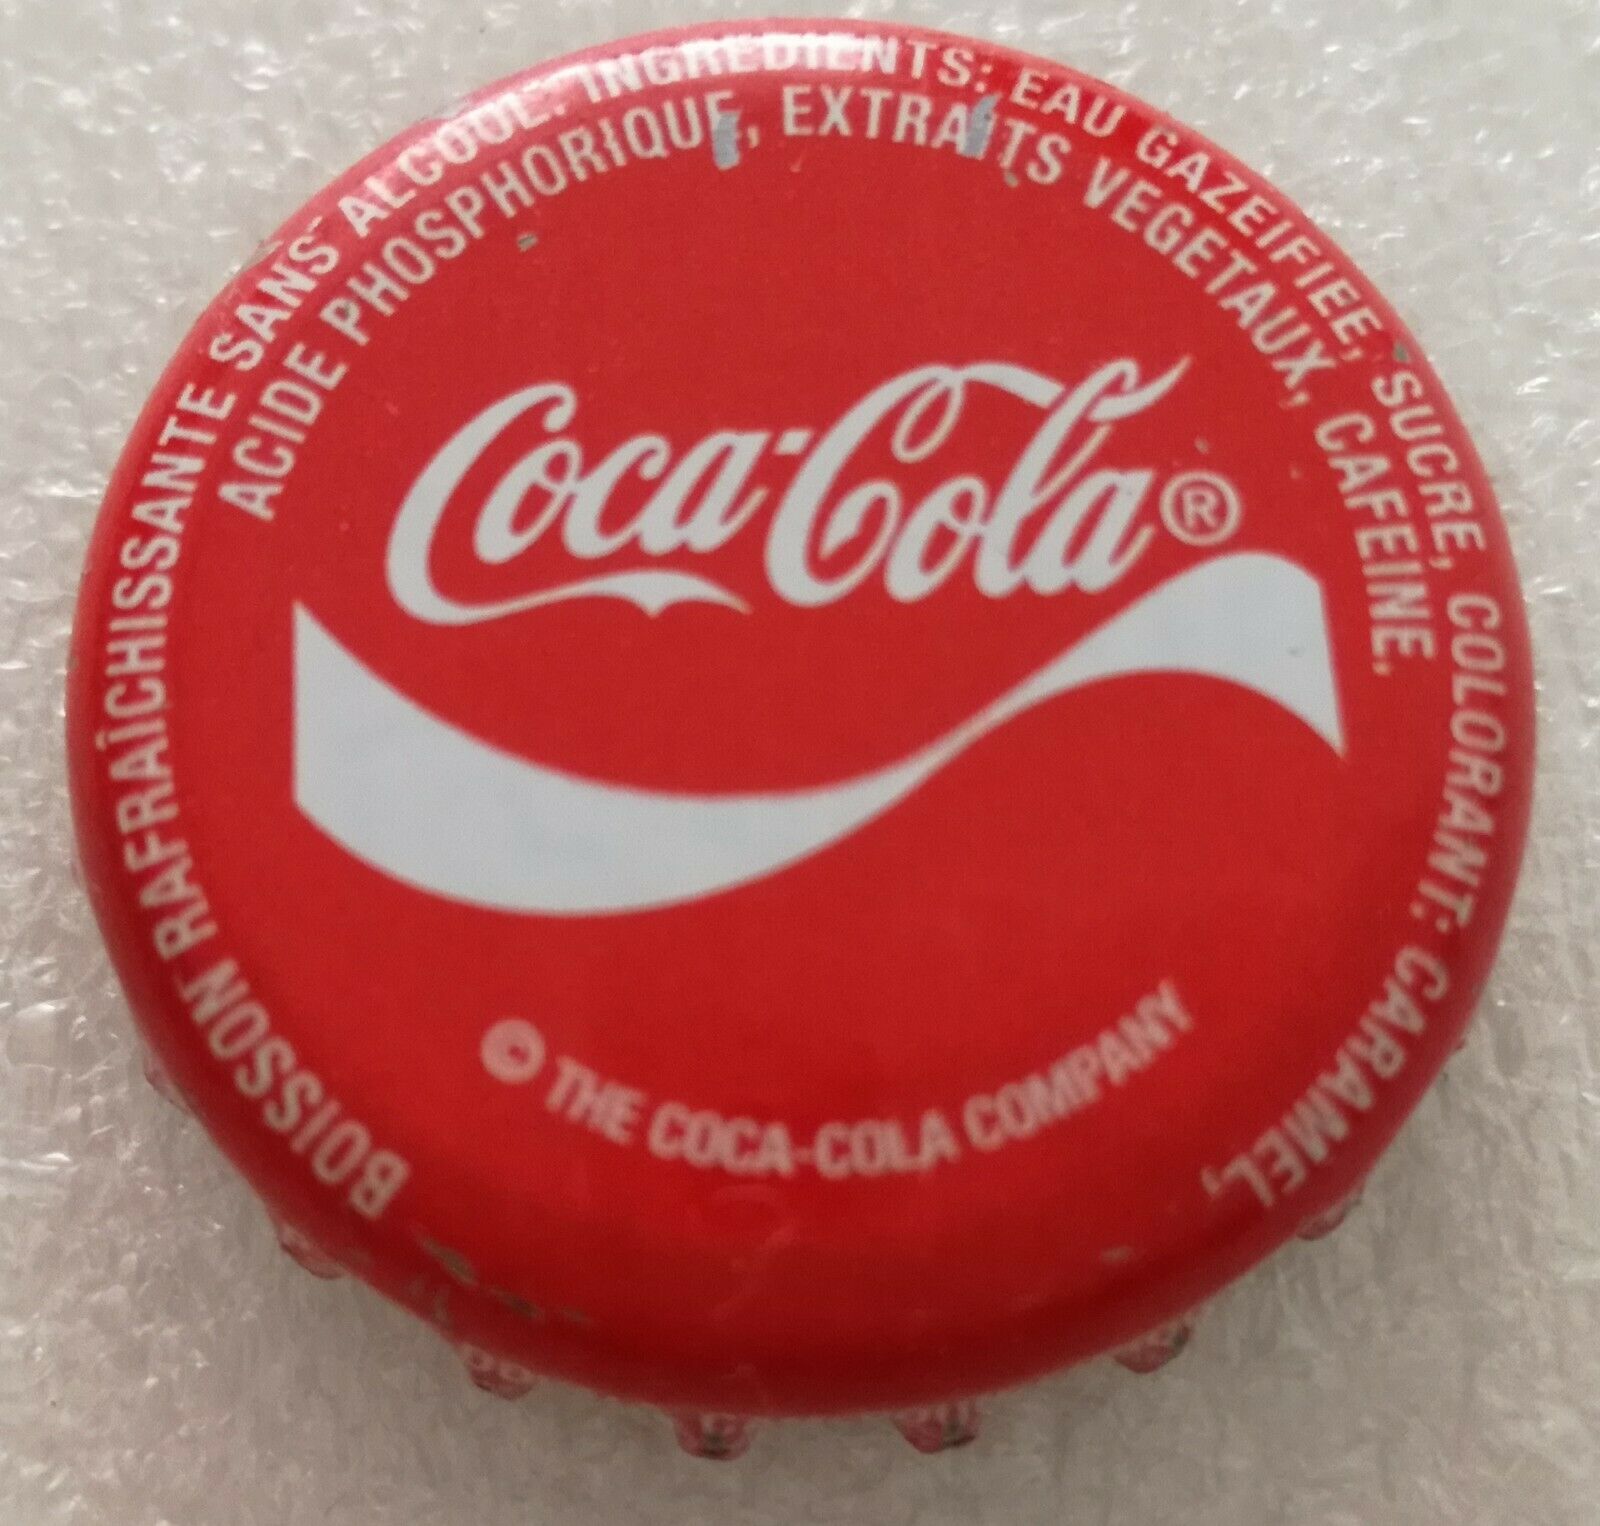 BOISSON RAFRAÎCHISSANTE SANS ALCOOL. INGREDIENTS: EAU GAZEIFIEE, SUCRE, COLORANT: CARAMEL,
ACIDE PHOSPHORIQUE, EXTRAITS VEGETAUX, CAFEINE.
Coca-Cola®
© THE COCA-COLA COMPANY